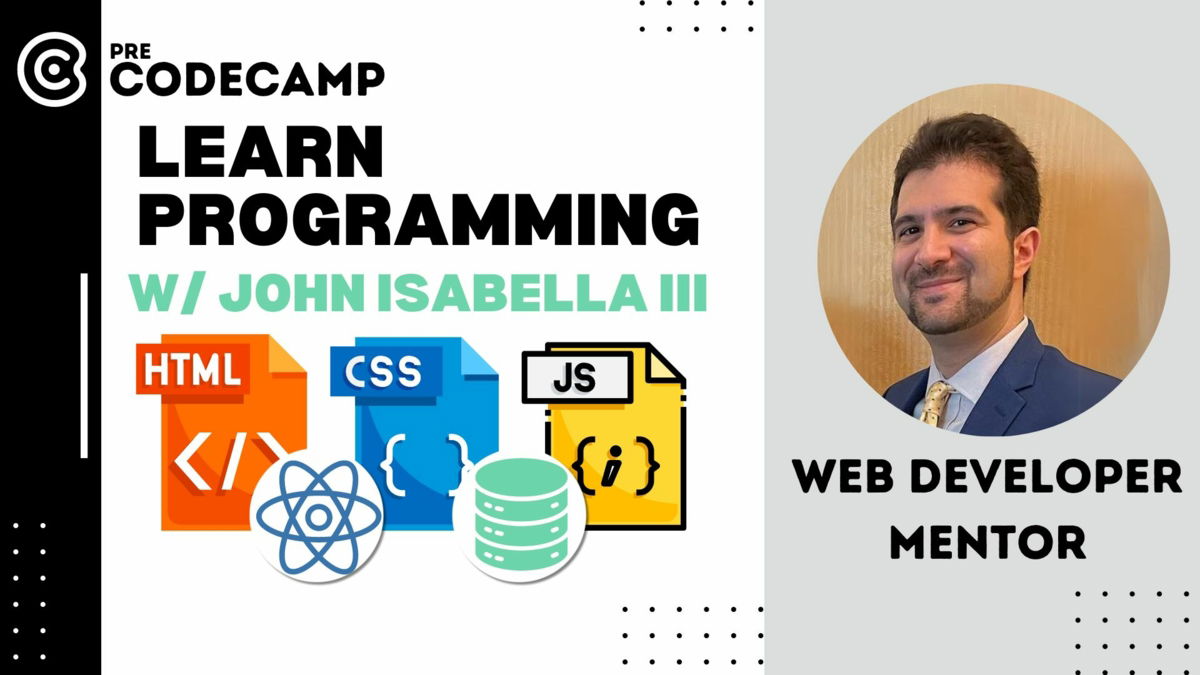 PRE
CODECAMP
LEARN
PROGRAMMING
W/ JOHN ISABELLA III
HTML
CSS
JS
</>
{ }
{i}
WEB DEVELOPER
MENTOR